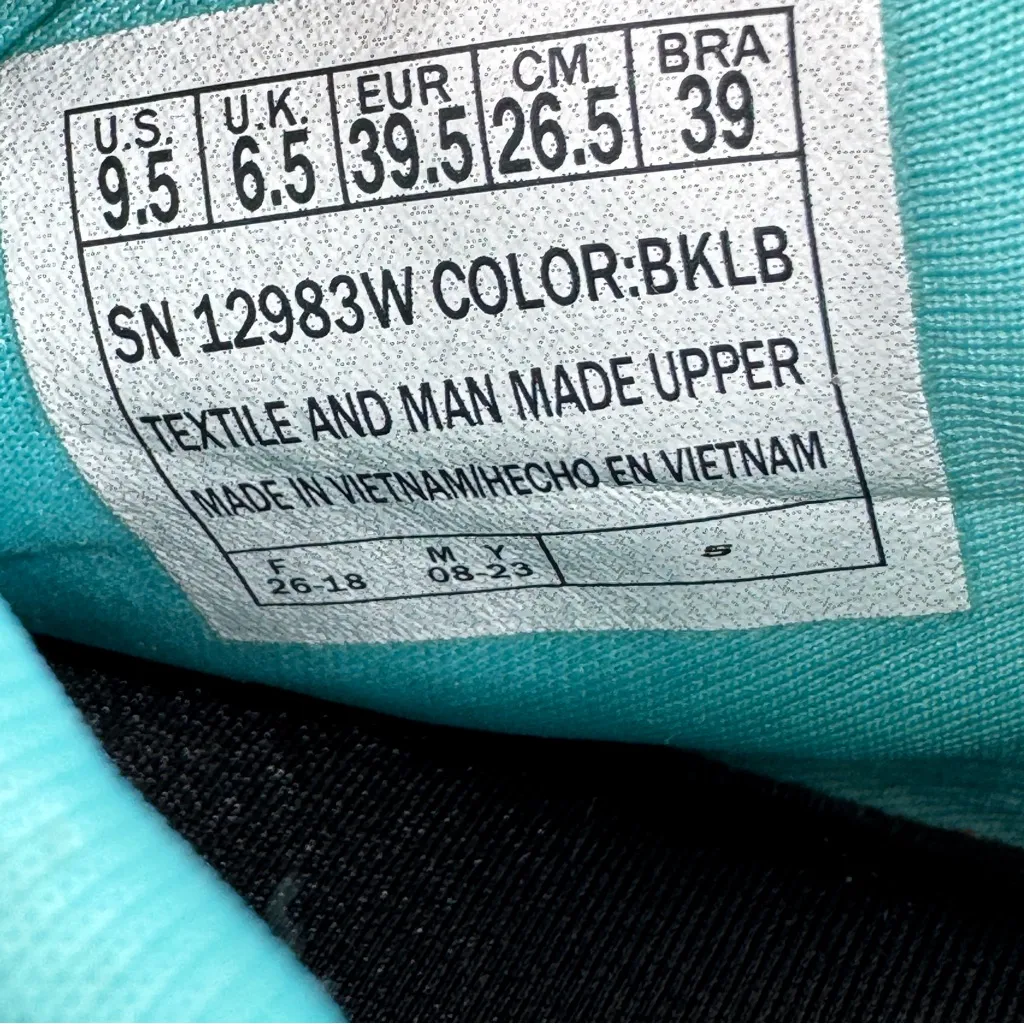 U.S. U.K. EUR CM BRA
9.5 6.5 39.5 26.5 39
SN 12983W COLOR:BKLB
TEXTILE AND MAN MADE UPPER
MADE IN VIETNAM/HECHO EN VIETNAM
F M Y
26-18 08-23 5